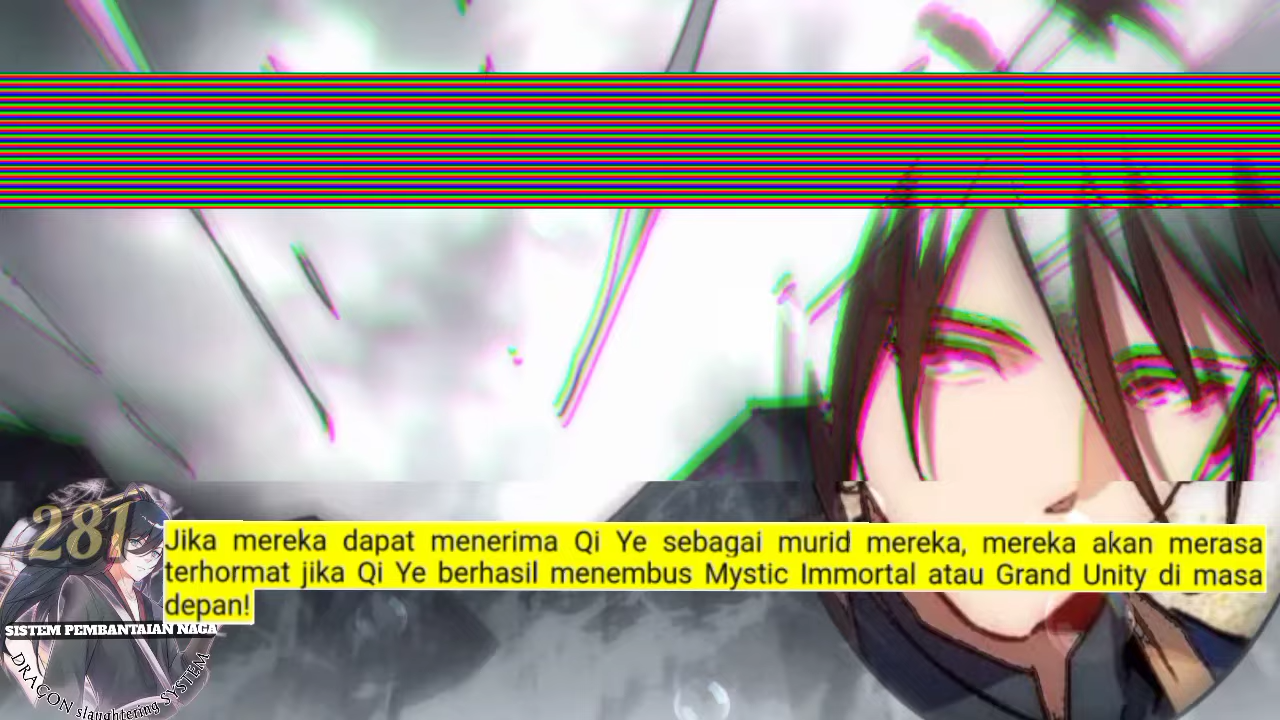 281
Jika mereka dapat menerima Qi Ye sebagai murid mereka, mereka akan merasa
terhormat jika Qi Ye berhasil menembus Mystic Immortal atau Grand Unity di masa
depan!
SISTEM PEMBANTAIAN NAGA
DRAGON slaughtering SYSTEM